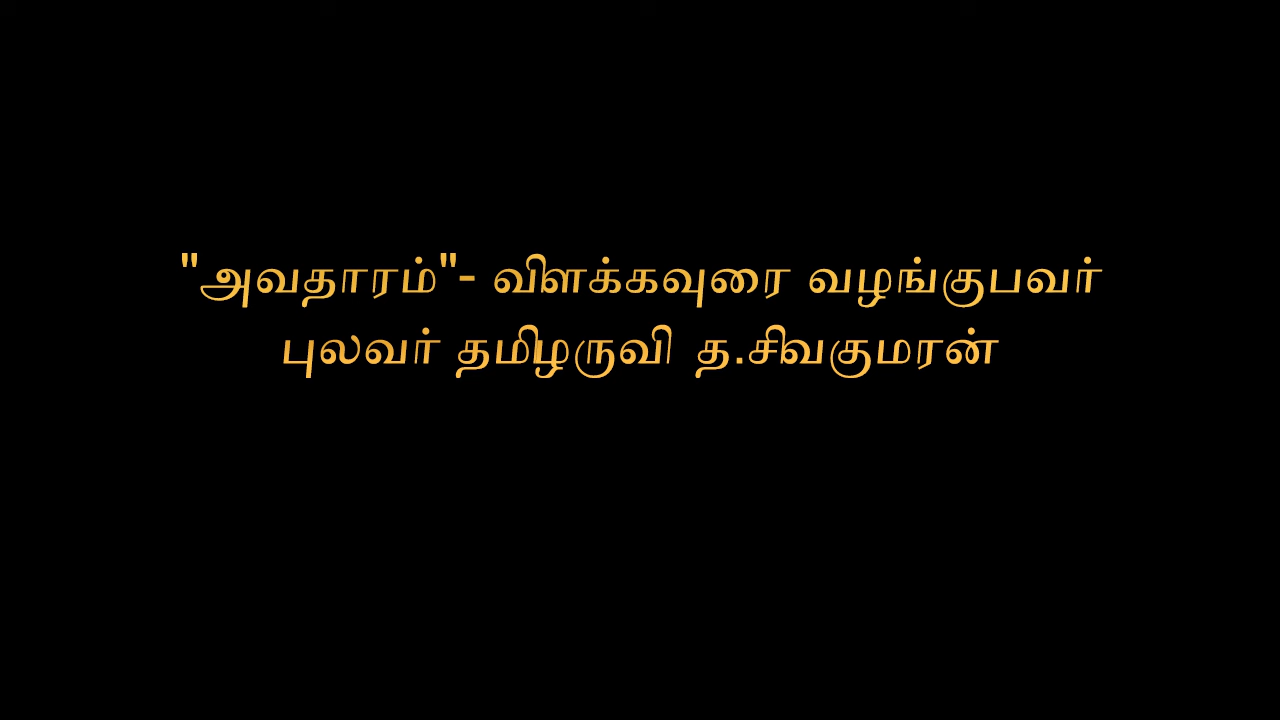 "அவதாரம்"- விளக்கவுரை வழங்குபவர்
புலவர் தமிழருவி த.சிவகுமரன்